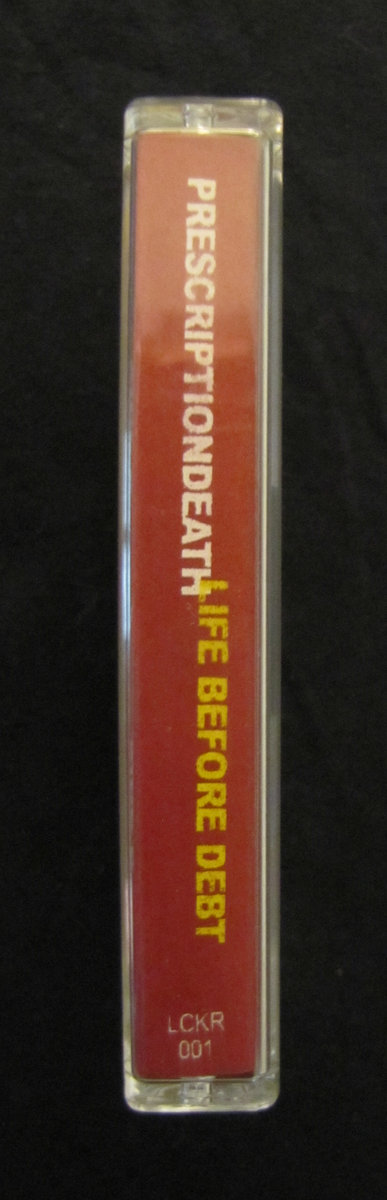 PRESCRIPTIONDEATH
LIFE BEFORE DEBT
LCKR
001